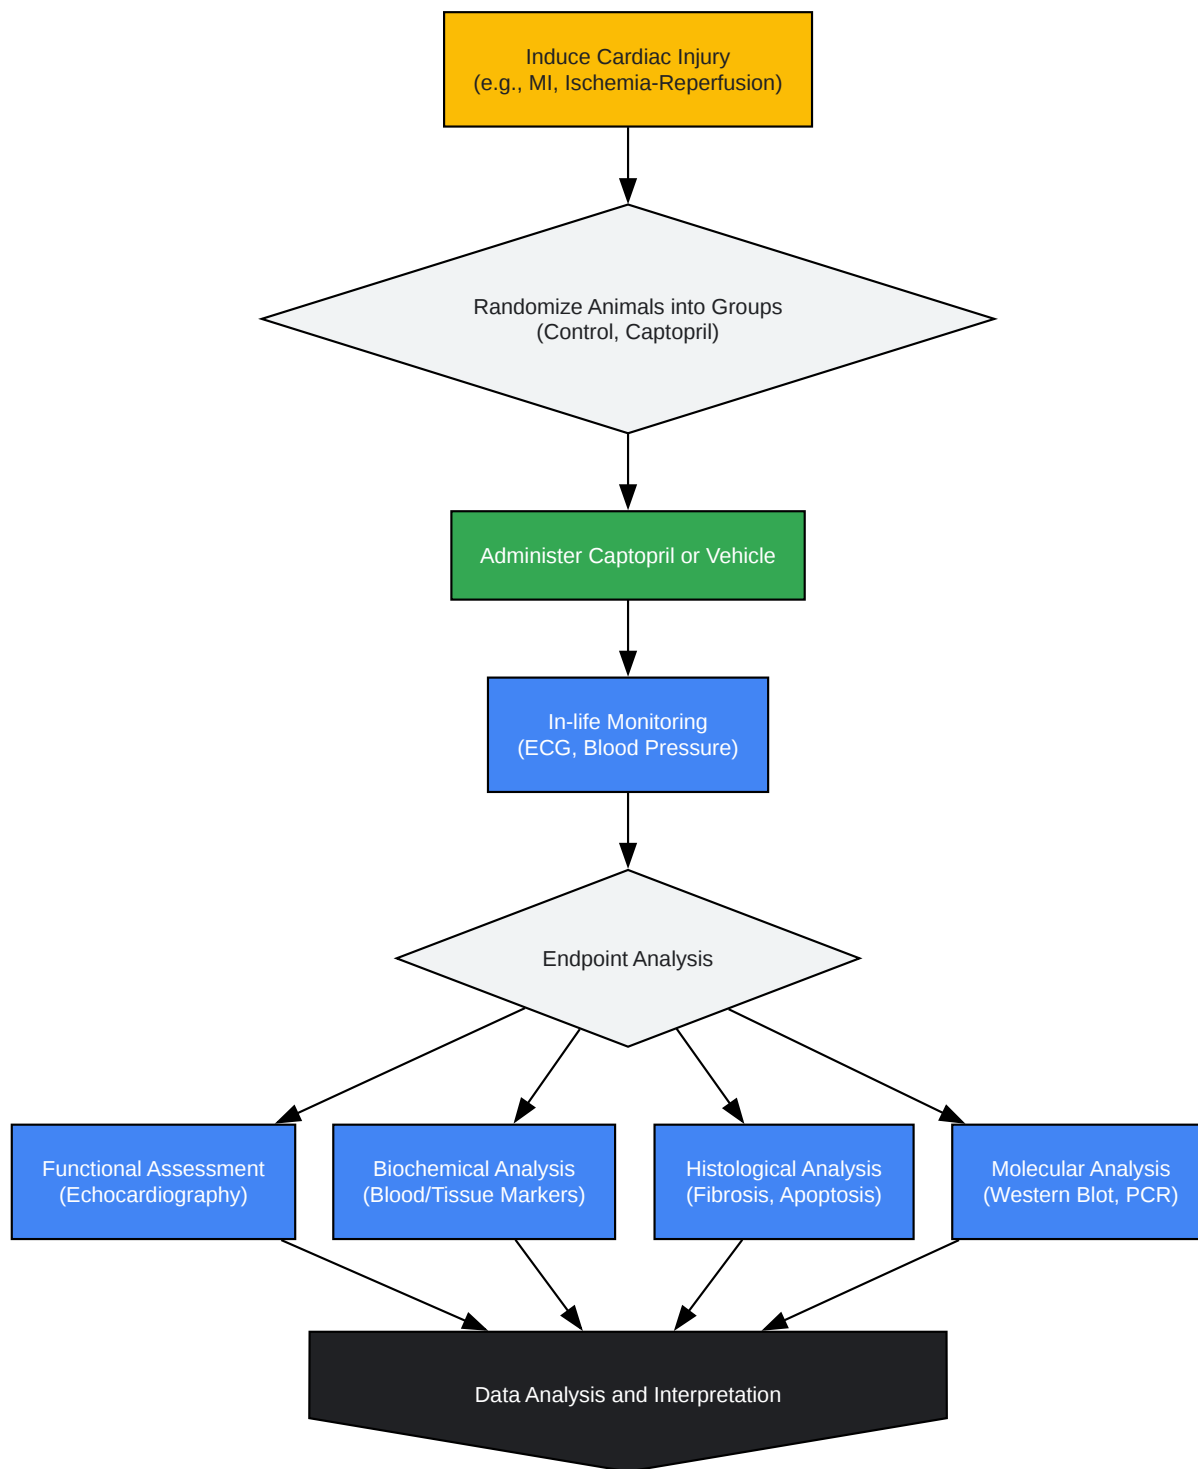 Induce Cardiac Injury
(e.g., MI, Ischemia-Reperfusion)
Randomize Animals into Groups
(Control, Captopril)
Administer Captopril or Vehicle
In-life Monitoring
(ECG, Blood Pressure)
Endpoint Analysis
Functional Assessment
(Echocardiography)
Biochemical Analysis
(Blood/Tissue Markers)
Histological Analysis
(Fibrosis, Apoptosis)
Molecular Analysis
(Western Blot, PCR)
Data Analysis and Interpretation